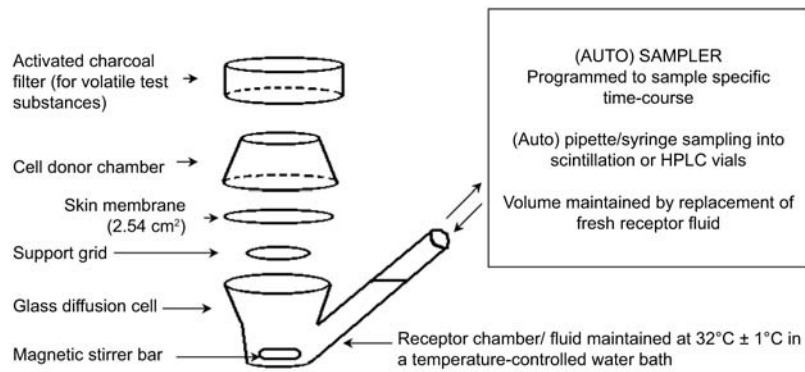 Activated charcoal
filter (for volatile test
substances)
Cell donor chamber
Skin membrane
(2.54 cm²)
Support grid
Glass diffusion cell
Magnetic stirrer bar
(AUTO) SAMPLER
Programmed to sample specific
time-course
(Auto) pipette/syringe sampling into
scintillation or HPLC vials
Volume maintained by replacement of
fresh receptor fluid
Receptor chamber/ fluid maintained at 32°C ± 1°C in
a temperature-controlled water bath